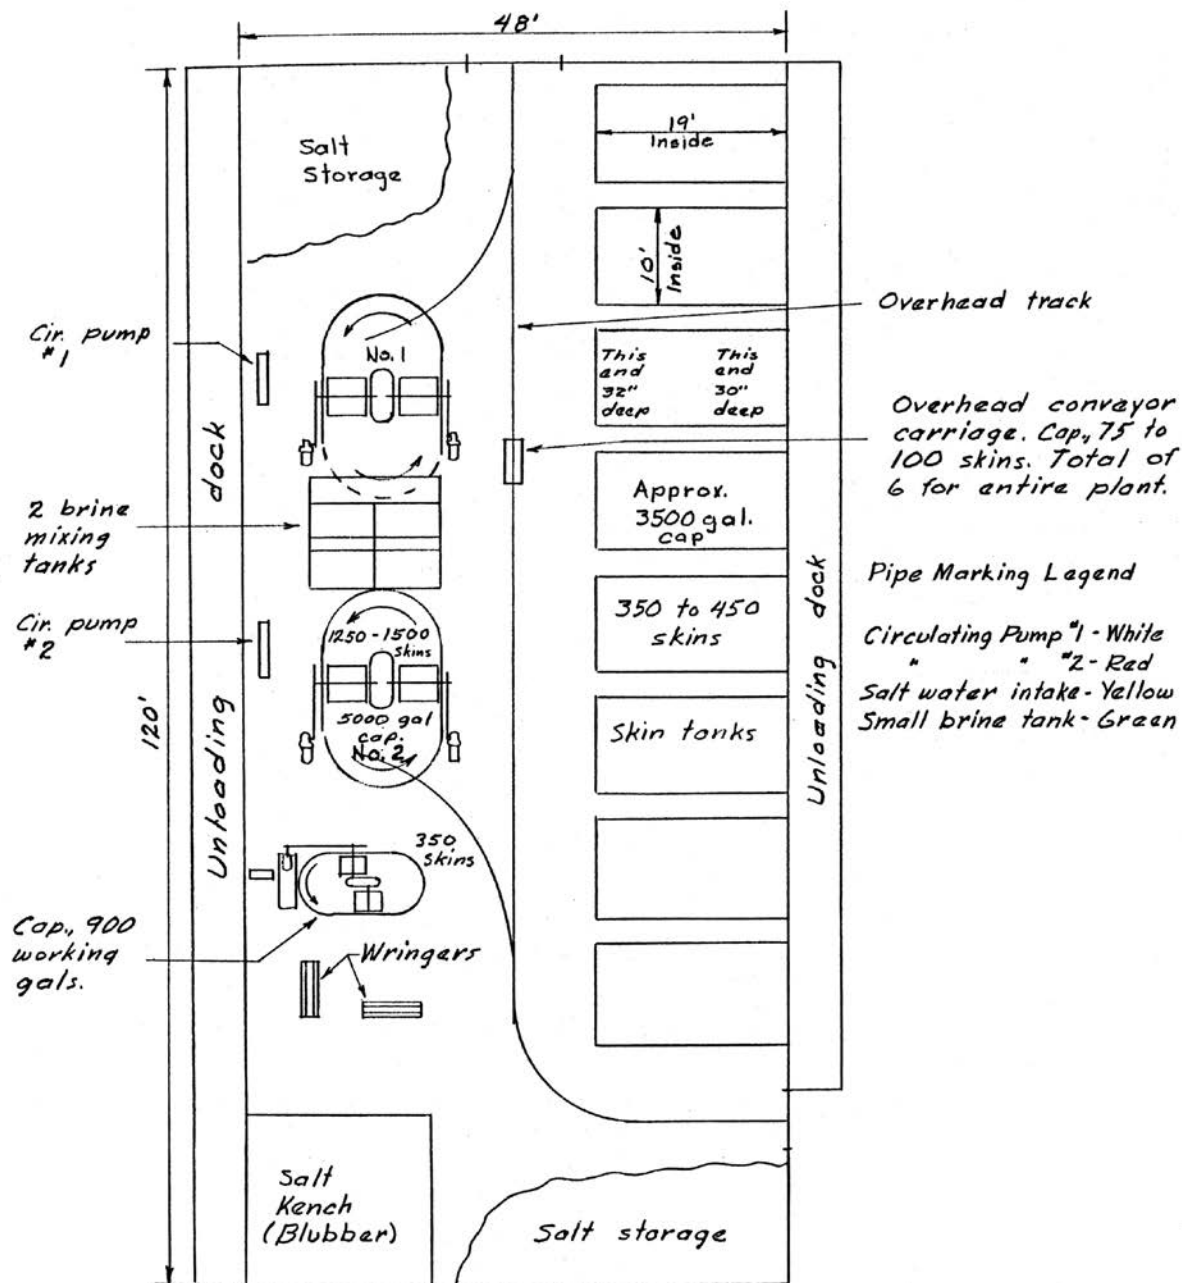 48'
Salt
Storage
19'
Inside
10'
Inside
Overhead track
Cir. pump
#1
No. 1
This
end
32"
deep
This
end
30"
deep
Overhead conveyor
carriage. Cap., 75 to
100 skins. Total of
6 for entire plant.
Unloading dock
2 brine
mixing
tanks
Approx.
3500 gal.
cap
Pipe Marking Legend
Circulating Pump #1 - White
" " #2 - Red
Salt water intake - Yellow
Small brine tank - Green
Cir. pump
#2
1250 - 1500
Skins
5000 gal
cap.
No. 2
350 to 450
skins
Unloading dock
120'
Skin tanks
350
Skins
Cap., 900
working
gals.
Wringers
Salt
Kench
(Blubber)
Salt storage